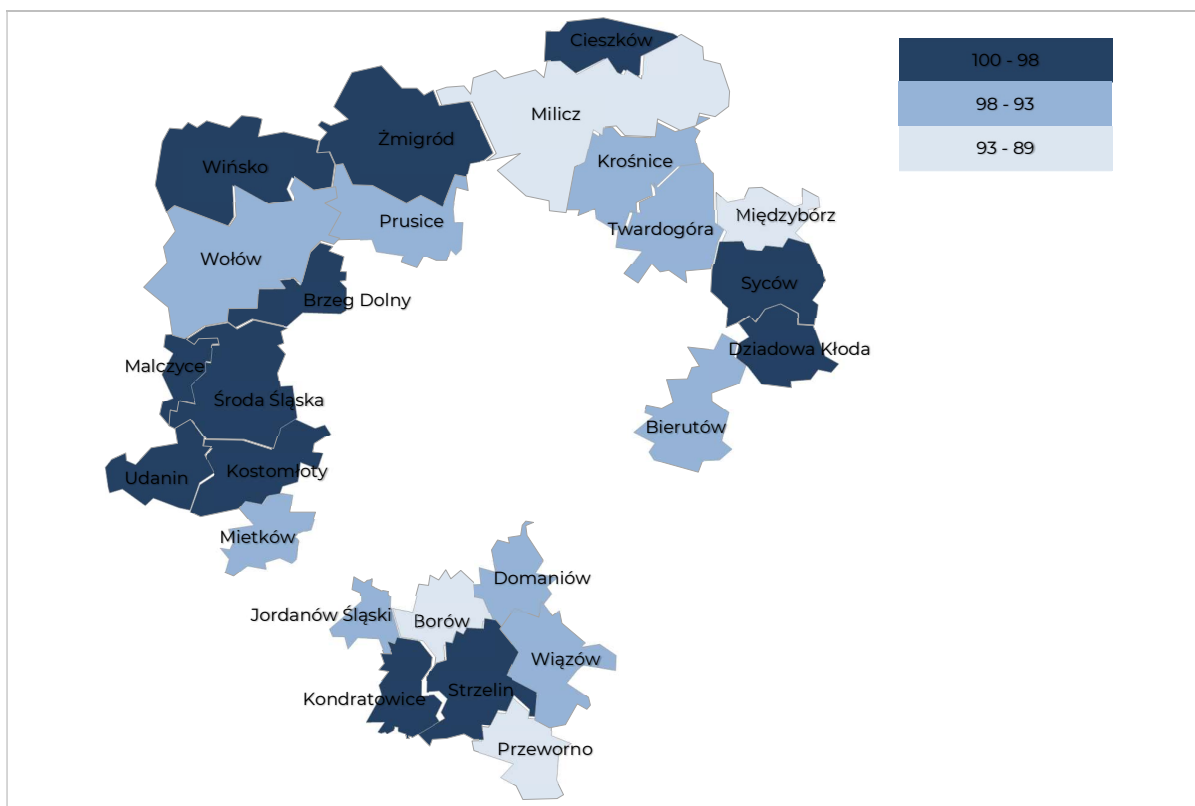 Cieszków
100 - 98
98 - 93
93 - 89
Milicz
Żmigród
Wińsko
Krośnice
Międzybórz
Prusice
Twardogóra
Wołów
Syców
Brzeg Dolny
Dziadowa Kłoda
Malczyce
Środa Śląska
Bierutów
Udanin
Kostomłoty
Mietków
Domaniów
Jordanów Śląski
Borów
Wiązów
Strzelin
Kondratowice
Przeworno